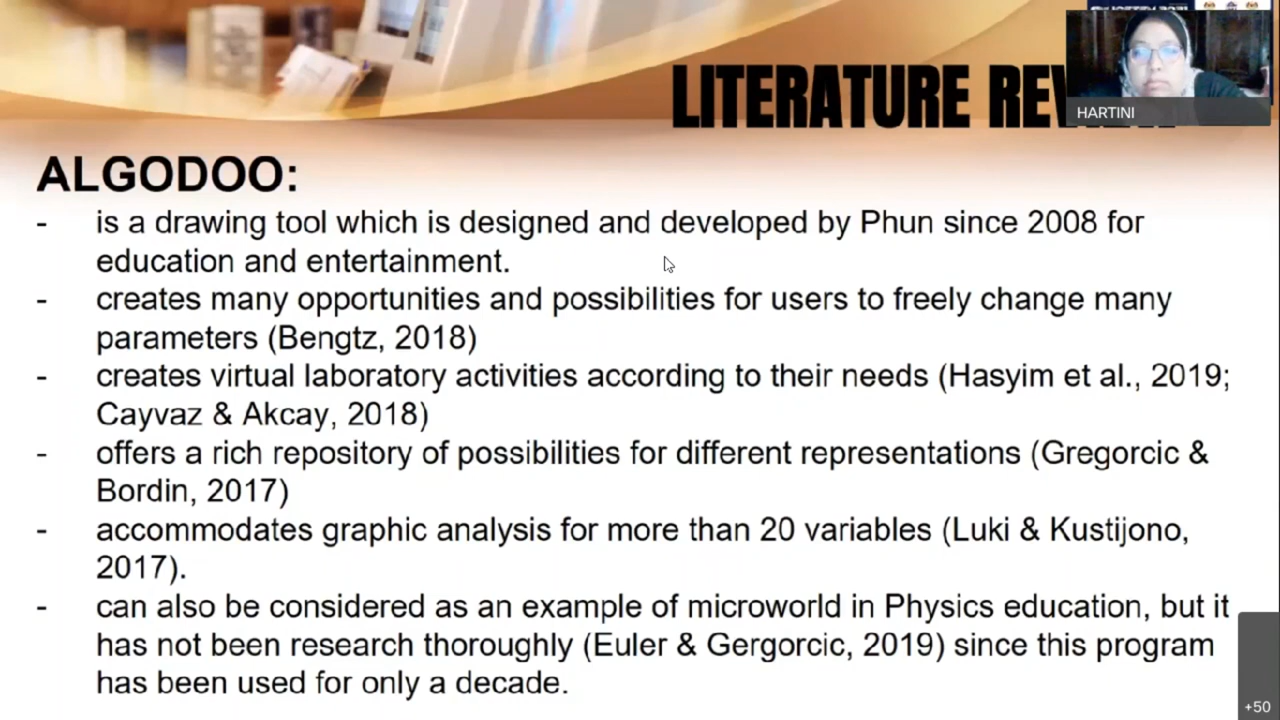 LITERATURE
HARTINI
ALGODOO:
- is a drawing tool which is designed and developed by Phun since 2008 for
education and entertainment.
- creates many opportunities and possibilities for users to freely change many
parameters (Bengtz, 2018)
- creates virtual laboratory activities according to their needs (Hasyim et al., 2019;
Cayvaz & Akcay, 2018)
- offers a rich repository of possibilities for different representations (Gregorcic &
Bordin, 2017)
- accommodates graphic analysis for more than 20 variables (Luki & Kustijono,
2017).
- can also be considered as an example of microworld in Physics education, but it
has not been research thoroughly (Euler & Gergorcic, 2019) since this program
has been used for only a decade.
+50